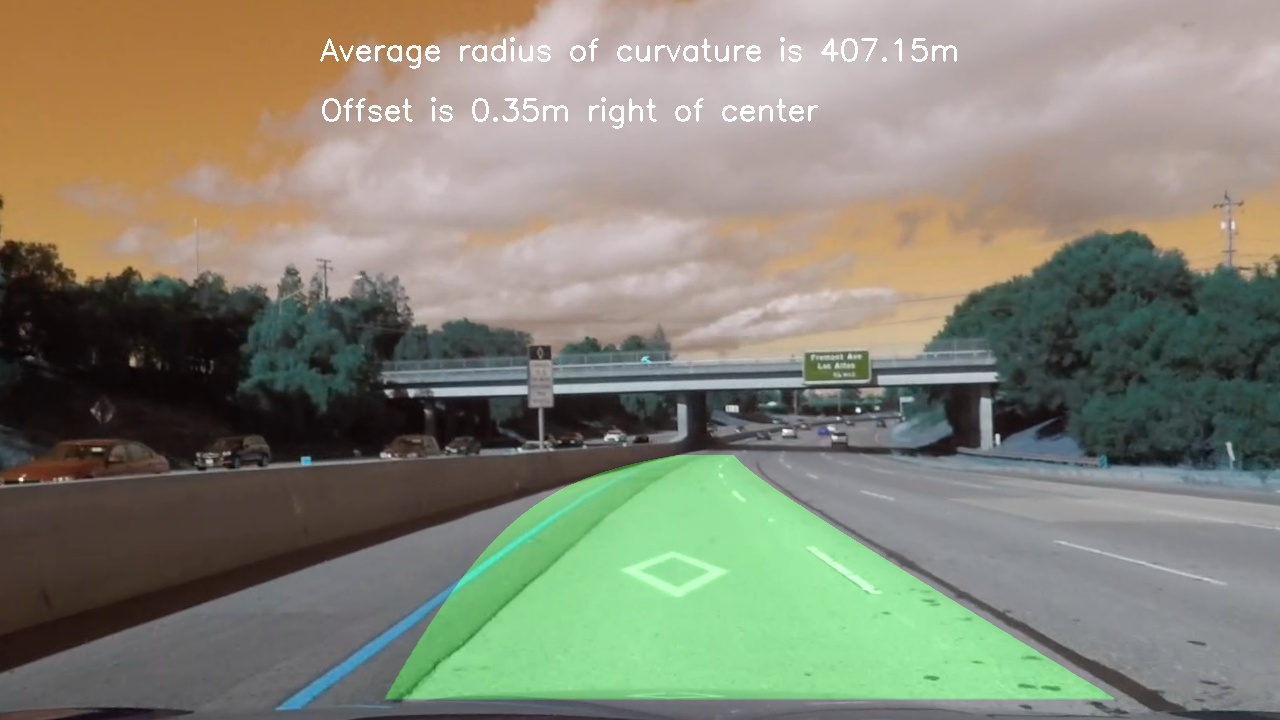 Average radius of curvature is 407.15m
Offset is 0.35m right of center
Fremont Ave
Los Altos